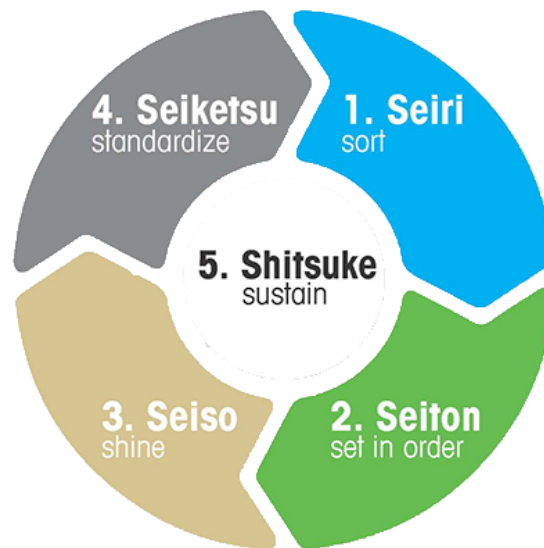 1. Seiri
sort
2. Seiton
set in order
3. Seiso
shine
4. Seiketsu
standardize
5. Shitsuke
sustain